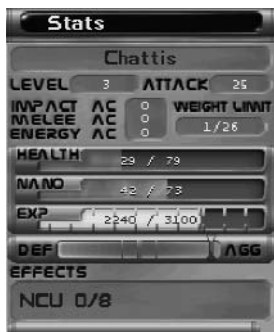 Stats
Chattis
LEVEL 3 ATTACK 25
IMPACT AC 0 WEIGHT LIMIT
MELEE AC 0 1/26
ENERGY AC 0
HEALTH 29 / 79
NANO 42 / 73
EXP 2240 / 3100
DEF AGG
EFFECTS
NCU 0/8